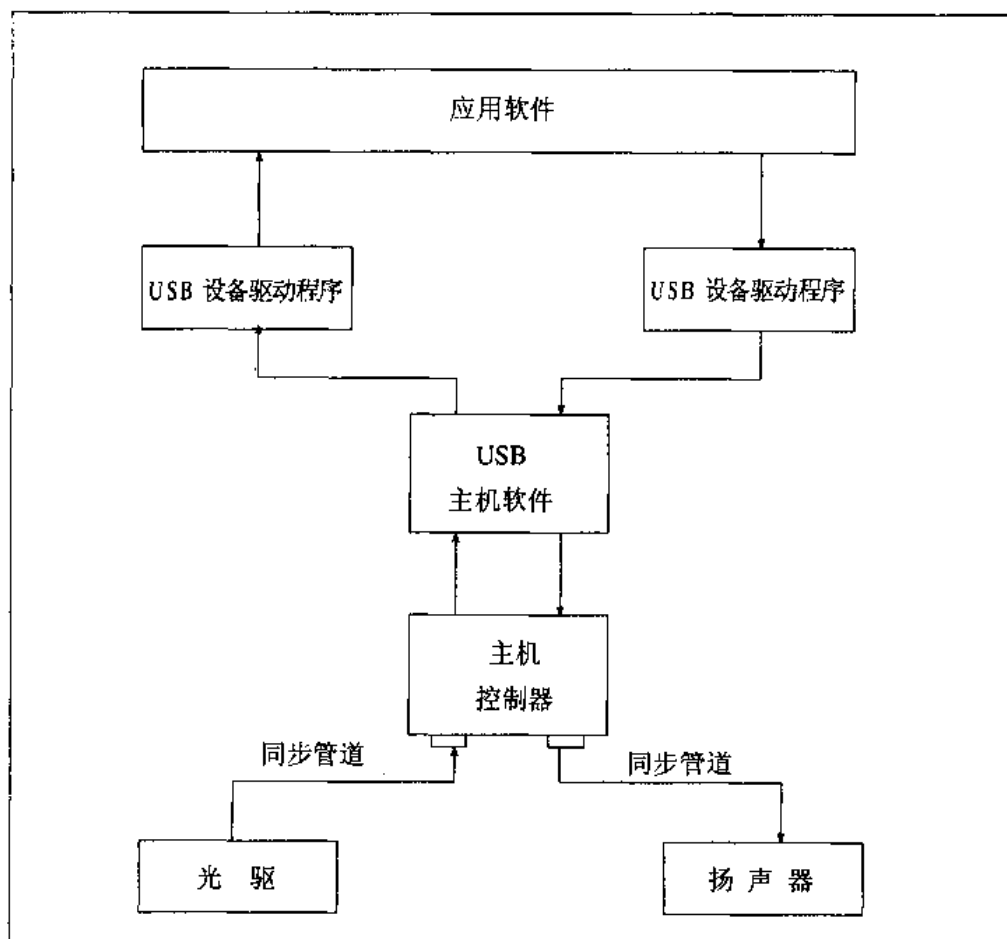 应用软件
USB 设备驱动程序
USB 设备驱动程序
USB
主机软件
主机
控制器
同步管道
同步管道
光 驱
扬 声 器